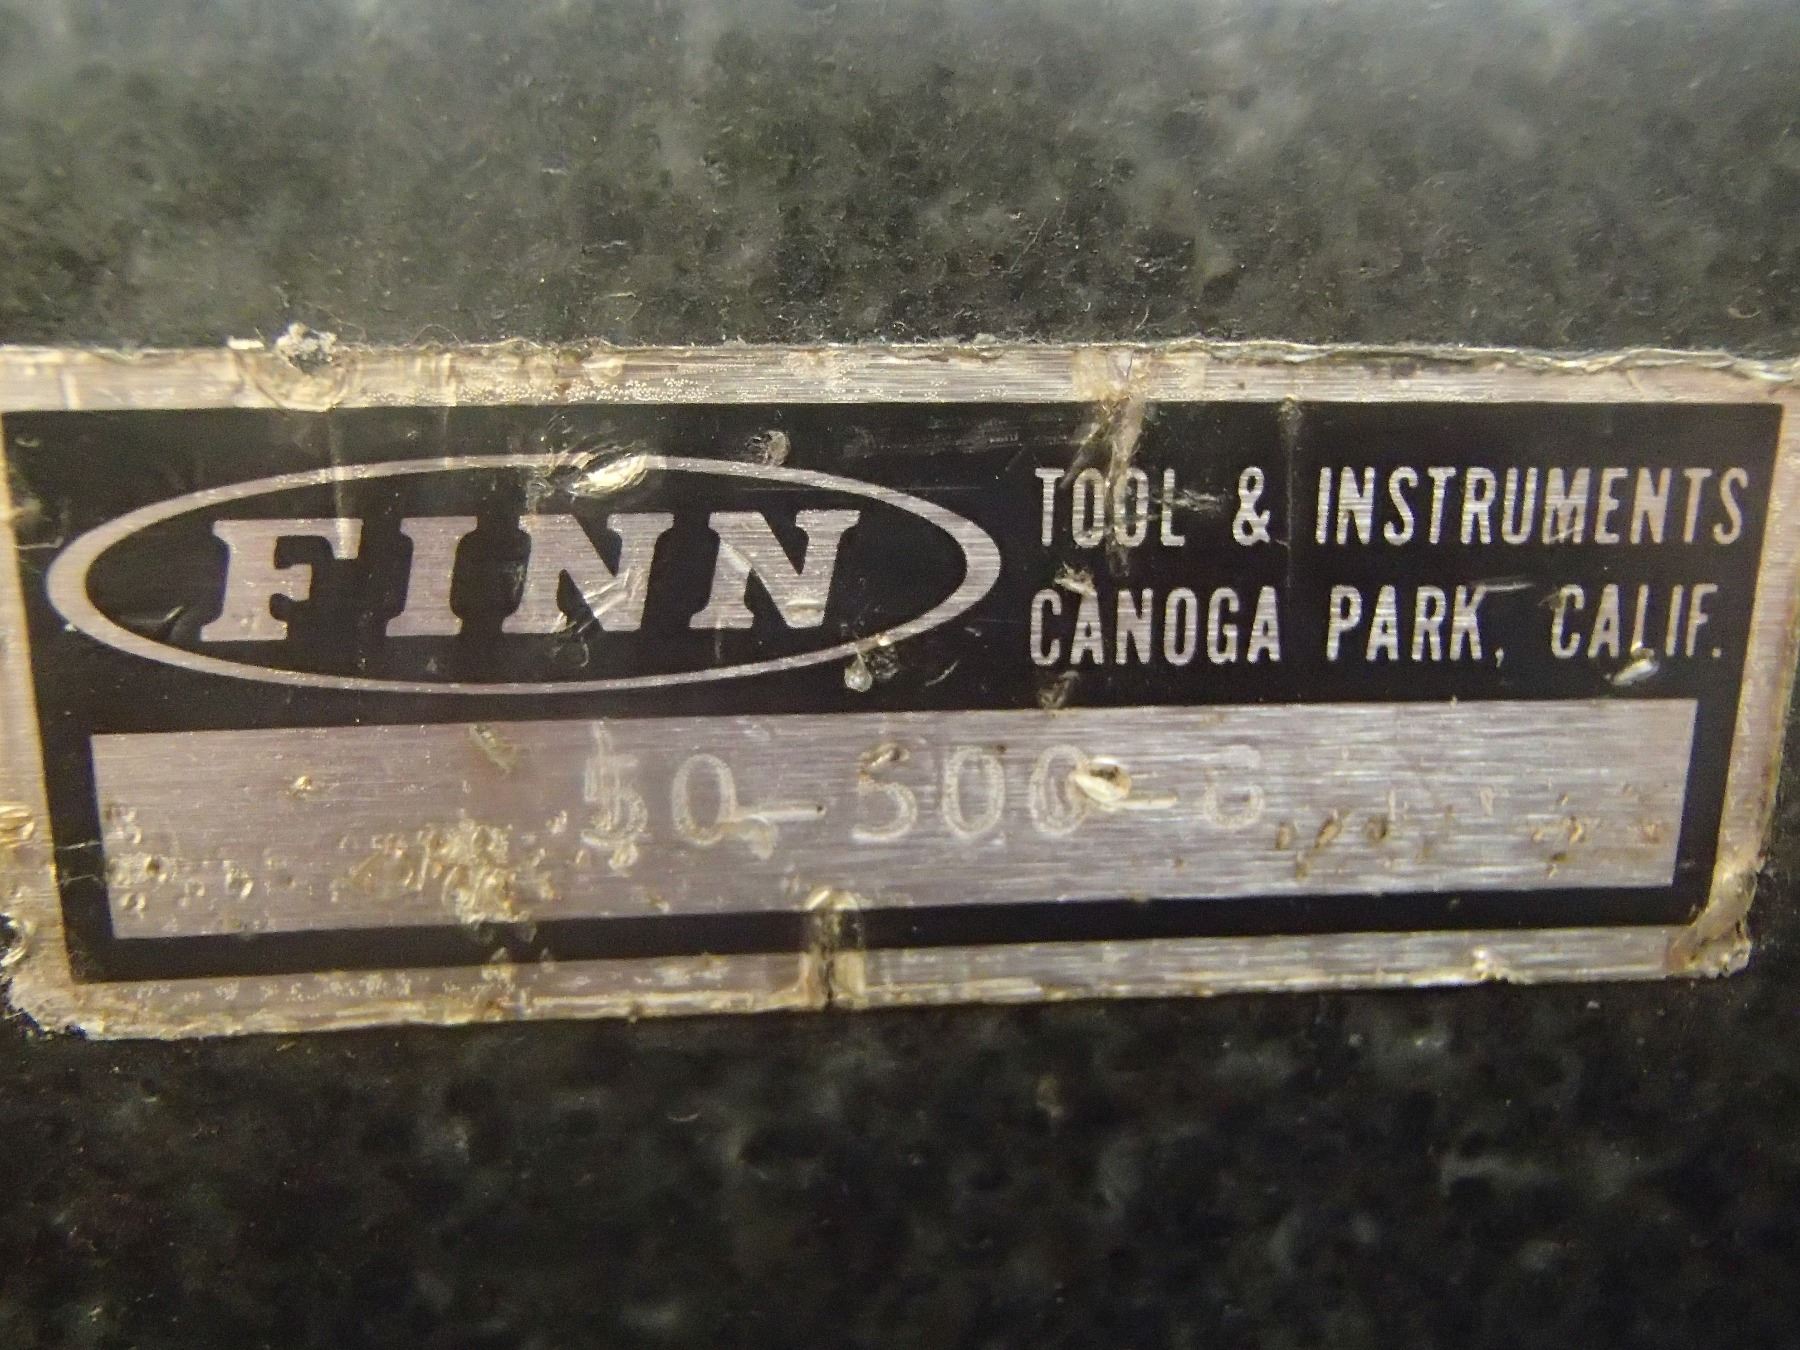 FINN
TOOL & INSTRUMENTS
CANOGA PARK, CALIF.